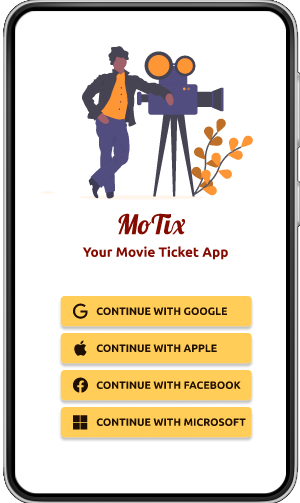 MoTix
Your Movie Ticket App
CONTINUE WITH GOOGLE
CONTINUE WITH APPLE
CONTINUE WITH FACEBOOK
CONTINUE WITH MICROSOFT